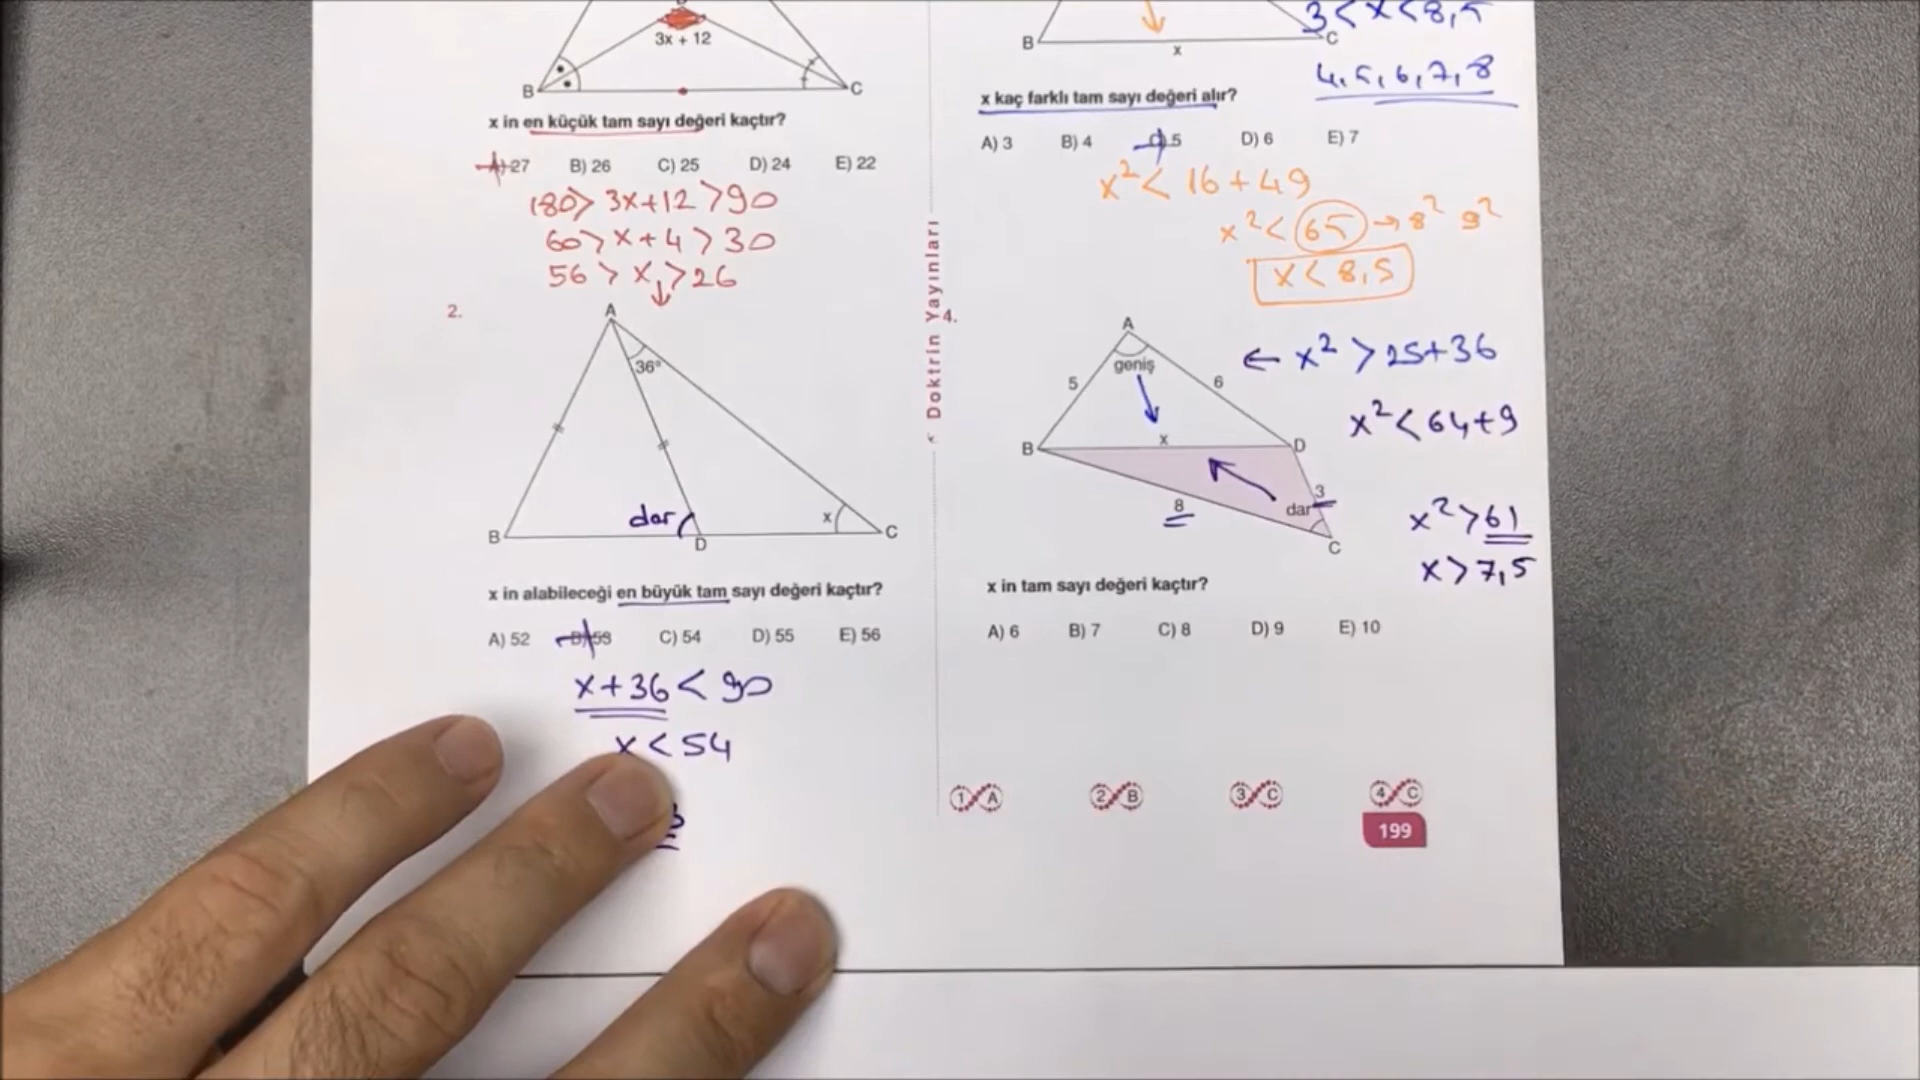 3x + 12
B
C
x in en küçük tam sayı değeri kaçtır?
A) 27 B) 26 C) 25 D) 24 E) 22
180 > 3x+12 > 90
60 > x + 4 > 30
56 > x > 26
2.
A
36°
dar
x
B
D
C
x in alabileceği en büyük tam sayı değeri kaçtır?
A) 52 B) 53 C) 54 D) 55 E) 56
x + 36 < 90
x < 54
Doktrin Yayınları
3 < x < 8,5
B
x
C
4, 5, 6, 7, 8
x kaç farklı tam sayı değeri alır?
A) 3 B) 4 C) 5 D) 6 E) 7
x² < 16 + 49
x² < 65 → 8² 9²
x < 8,5
4.
A
geniş
← x² > 25+36
5
6
x² < 64+9
B
x
D
3
8
dar
C
x² > 61
x > 7,5
x in tam sayı değeri kaçtır?
A) 6 B) 7 C) 8 D) 9 E) 10
1 A 2 B 3 C 4 C
199